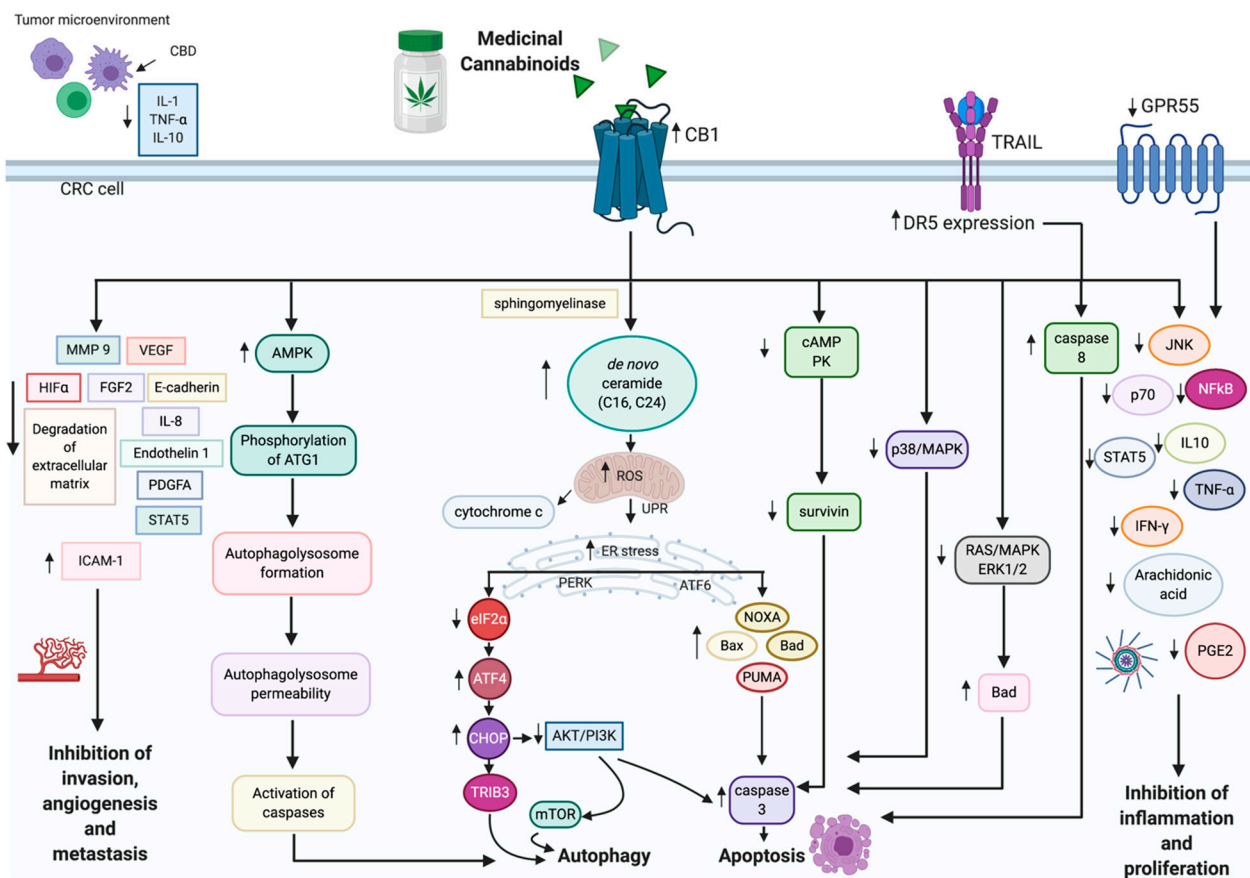 Tumor microenvironment
CBD
IL-1
TNF-α
IL-10
Medicinal
Cannabinoids
CB1
TRAIL
GPR55
CRC cell
DR5 expression
sphingomyelinase
MMP 9
VEGF
HIFα
FGF2
E-cadherin
Degradation
of
extracellular
matrix
IL-8
Endothelin 1
PDGFA
STAT5
ICAM-1
Inhibition of
invasion,
angiogenesis
and
metastasis
AMPK
Phosphorylation
of ATG1
Autophagolysosome
formation
Autophagolysosome
permeability
Activation of
caspases
de novo
ceramide
(C16, C24)
ROS
cytochrome c
UPR
ER stress
PERK
ATF6
eIF2α
ATF4
CHOP
AKT/PI3K
TRIB3
mTOR
Autophagy
NOXA
Bax
Bad
PUMA
caspase
3
Apoptosis
cAMP
PK
survivin
p38/MAPK
RAS/MAPK
ERK1/2
Bad
caspase
8
JNK
p70
NFkB
STAT5
IL10
TNF-α
IFN-γ
Arachidonic
acid
PGE2
Inhibition of
inflammation
and
proliferation